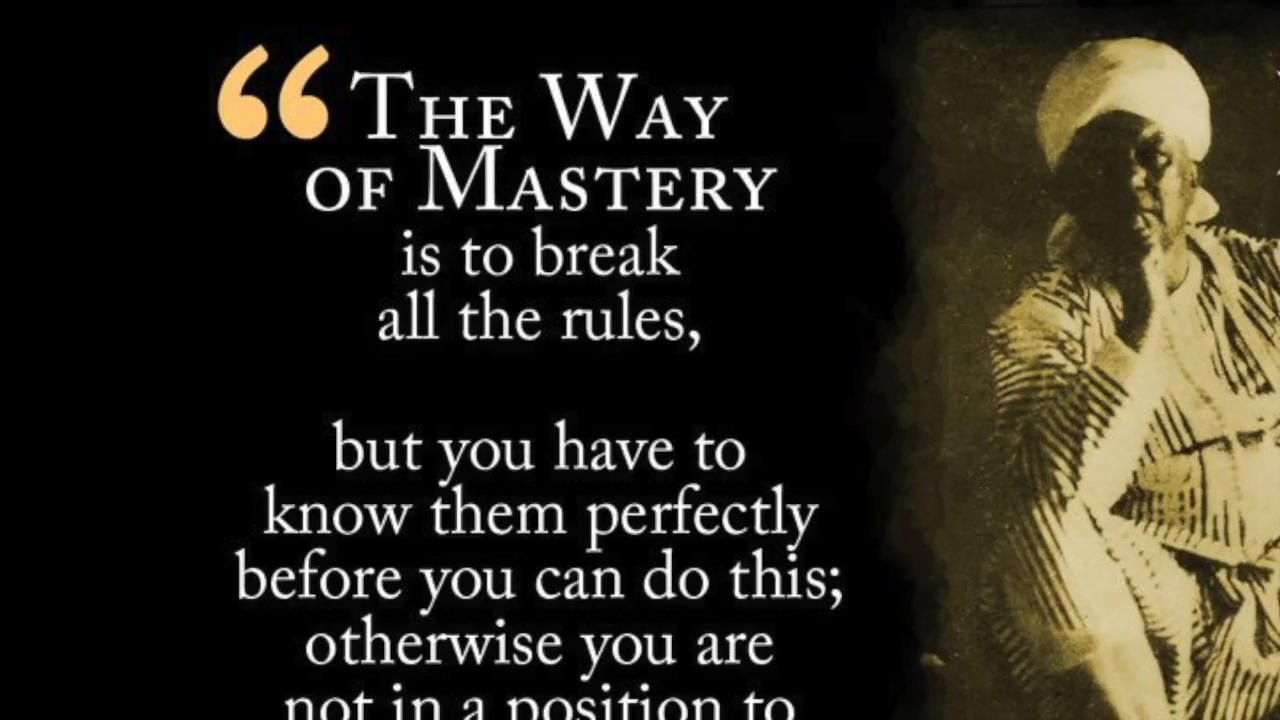 “ The Way
of Mastery
is to break
all the rules,
but you have to
know them perfectly
before you can do this;
otherwise you are
not in a position to